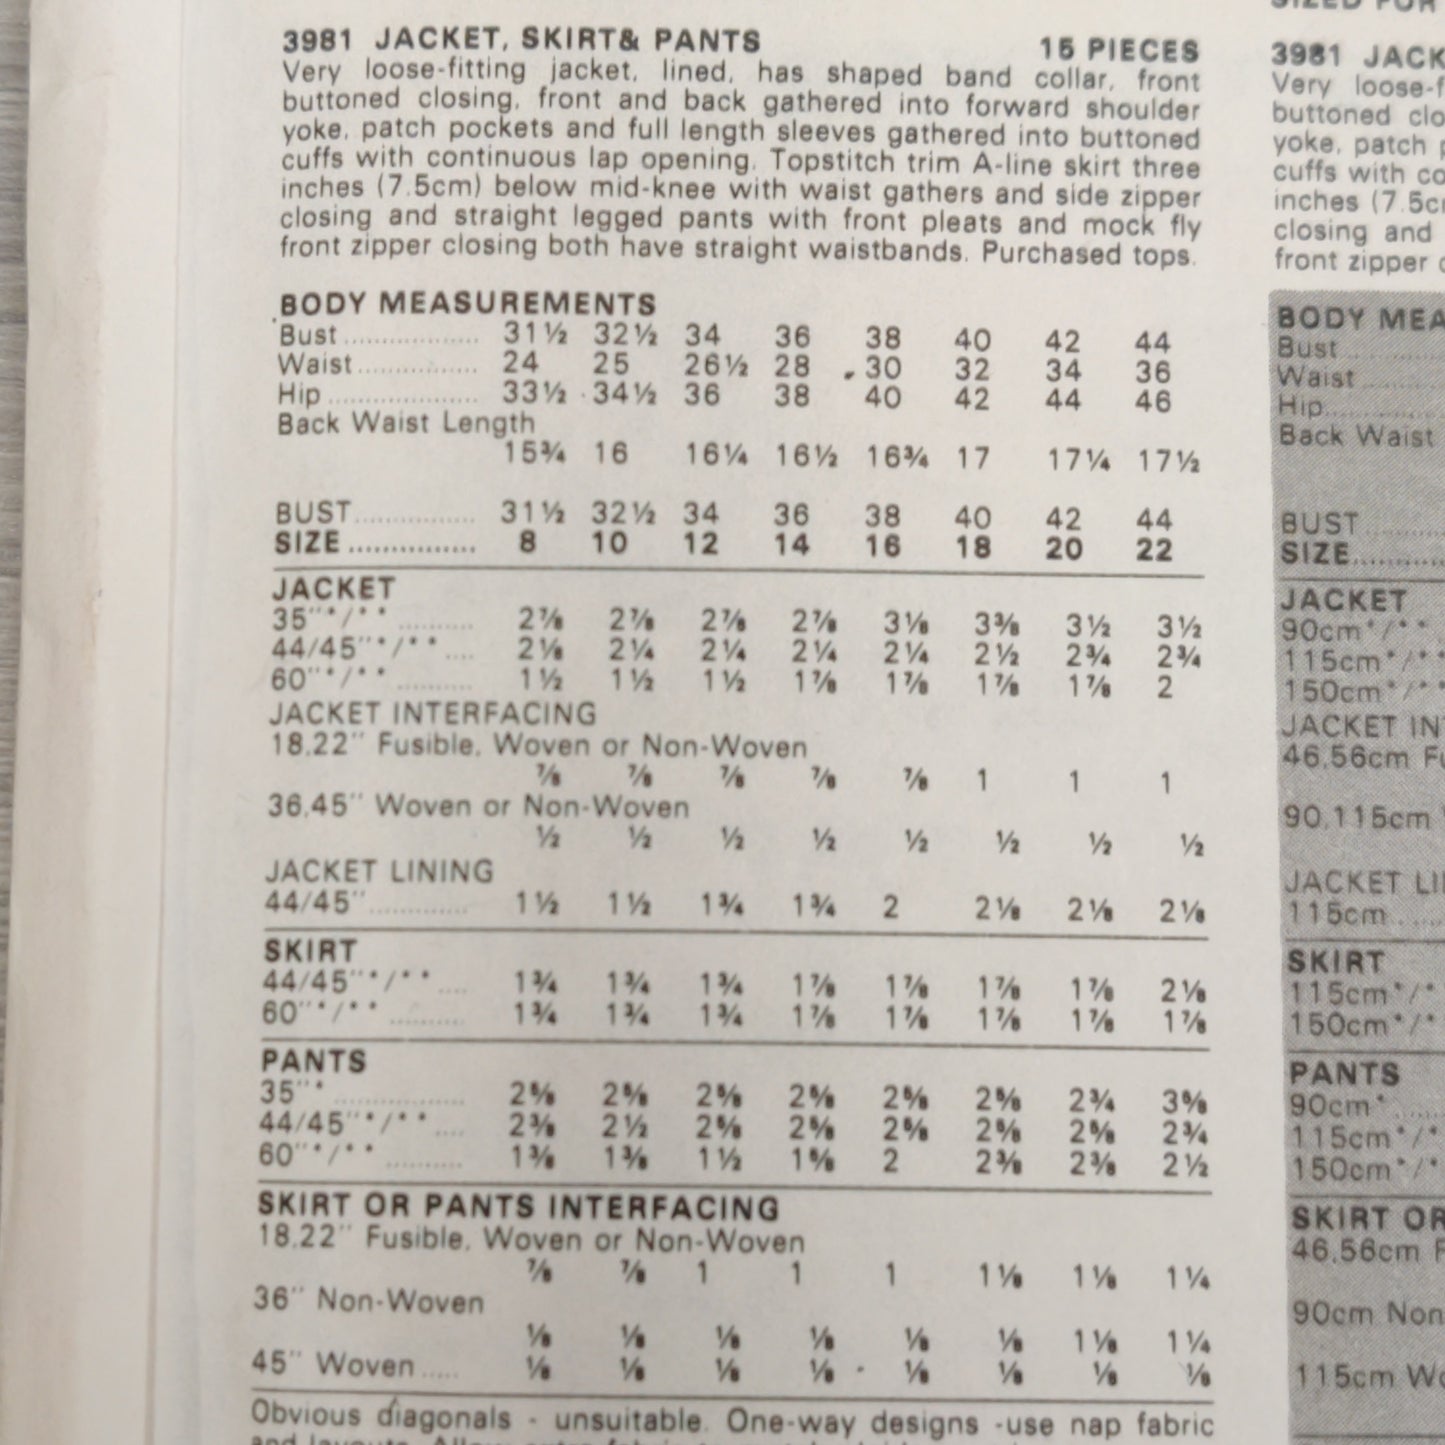 3981 JACKET, SKIRT& PANTS 15 PIECES
Very loose-fitting jacket, lined, has shaped band collar, front
buttoned closing, front and back gathered into forward shoulder
yoke, patch pockets and full length sleeves gathered into buttoned
cuffs with continuous lap opening. Topstitch trim A-line skirt three
inches (7.5cm) below mid-knee with waist gathers and side zipper
closing and straight legged pants with front pleats and mock fly
front zipper closing both have straight waistbands. Purchased tops.
BODY MEASUREMENTS
Bust 31½ 32½ 34 36 38 40 42 44
Waist 24 25 26½ 28 30 32 34 36
Hip 33½ 34½ 36 38 40 42 44 46
Back Waist Length
15¾ 16 16¼ 16½ 16¾ 17 17¼ 17½
BUST 31½ 32½ 34 36 38 40 42 44
SIZE 8 10 12 14 16 18 20 22
JACKET
35"*/** 2⅞ 2⅞ 2⅞ 2⅞ 3⅛ 3⅜ 3½ 3½
44/45"*/** 2⅛ 2¼ 2¼ 2¼ 2¼ 2½ 2¾ 2¾
60"*/** 1½ 1½ 1½ 1⅞ 1⅞ 1⅞ 1⅞ 2
JACKET INTERFACING
18,22" Fusible, Woven or Non-Woven
⅞ ⅞ ⅞ ⅞ ⅞ 1 1 1
36,45" Woven or Non-Woven
½ ½ ½ ½ ½ ½ ½ ½
JACKET LINING
44/45" 1½ 1½ 1¾ 1¾ 2 2⅛ 2⅛ 2⅛
SKIRT
44/45"*/** 1¾ 1¾ 1¾ 1⅞ 1⅞ 1⅞ 1⅞ 2⅛
60"*/** 1¾ 1¾ 1¾ 1⅞ 1⅞ 1⅞ 1⅞ 1⅞
PANTS
35"* 2⅝ 2⅝ 2⅝ 2⅝ 2⅝ 2⅝ 2¾ 3⅝
44/45"*/** 2⅜ 2½ 2⅝ 2⅝ 2⅝ 2⅝ 2⅝ 2¾
60"*/** 1⅜ 1⅜ 1½ 1⅝ 2 2⅜ 2⅜ 2½
SKIRT OR PANTS INTERFACING
18,22" Fusible, Woven or Non-Woven
⅞ ⅞ 1 1 1 1⅛ 1⅛ 1¼
36" Non-Woven
⅛ ⅛ ⅛ ⅛ ⅛ ⅛ 1⅛ 1¼
45" Woven ⅛ ⅛ ⅛ ⅛ ⅛ ⅛ ⅛ ⅛
Obvious diagonals - unsuitable. One-way designs -use nap fabric
SIZED FOR
3981 JACK
Very loose-f
buttoned clo
yoke, patch p
cuffs with co
inches (7.5cm
closing and
front zipper
BODY MEA
Bust
Waist
Hip
Back Waist
BUST
SIZE
JACKET
90cm*/**
115cm*/**
150cm*/**
JACKET IN
46,56cm Fu
90,115cm
JACKET LI
115cm
SKIRT
115cm*/*
150cm*/*
PANTS
90cm*
115cm*/*
150cm*/*
SKIRT OR
46,56cm F
90cm Non
115cm Wo